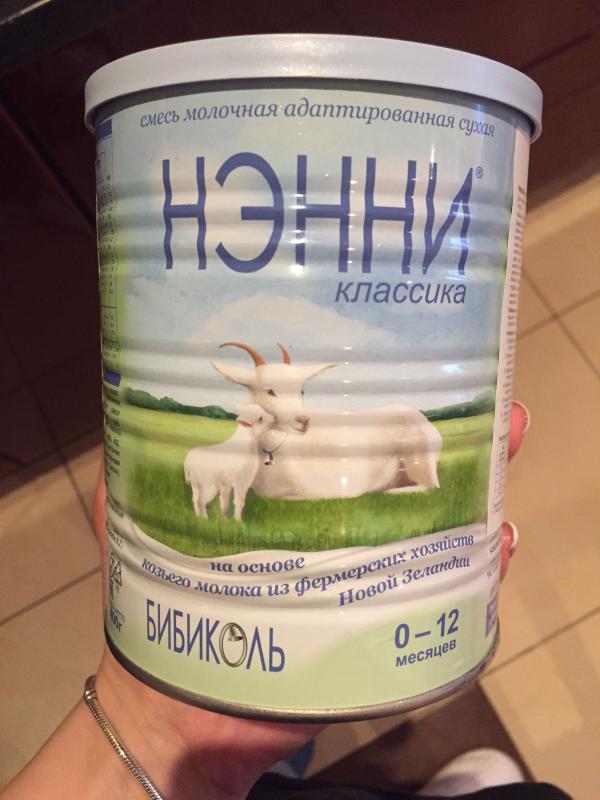 смесь молочная адаптированная сухая
НЭННИ®
классика
на основе
козьего молока из фермерских хозяйств
Новой Зеландии
БИБИКОЛЬ
0–12
месяцев